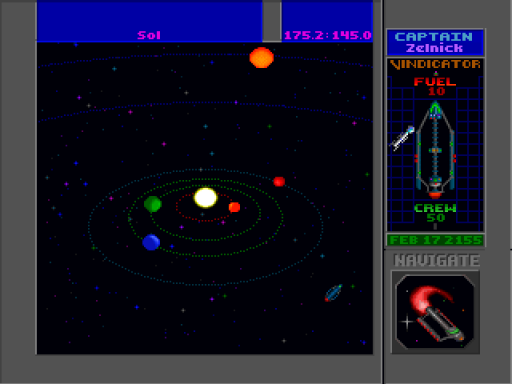 Sol
175.2:145.0
CAPTAIN
Zelnick
VINDICATOR
FUEL
10
CREW
50
FEB 17 2155
NAVIGATE